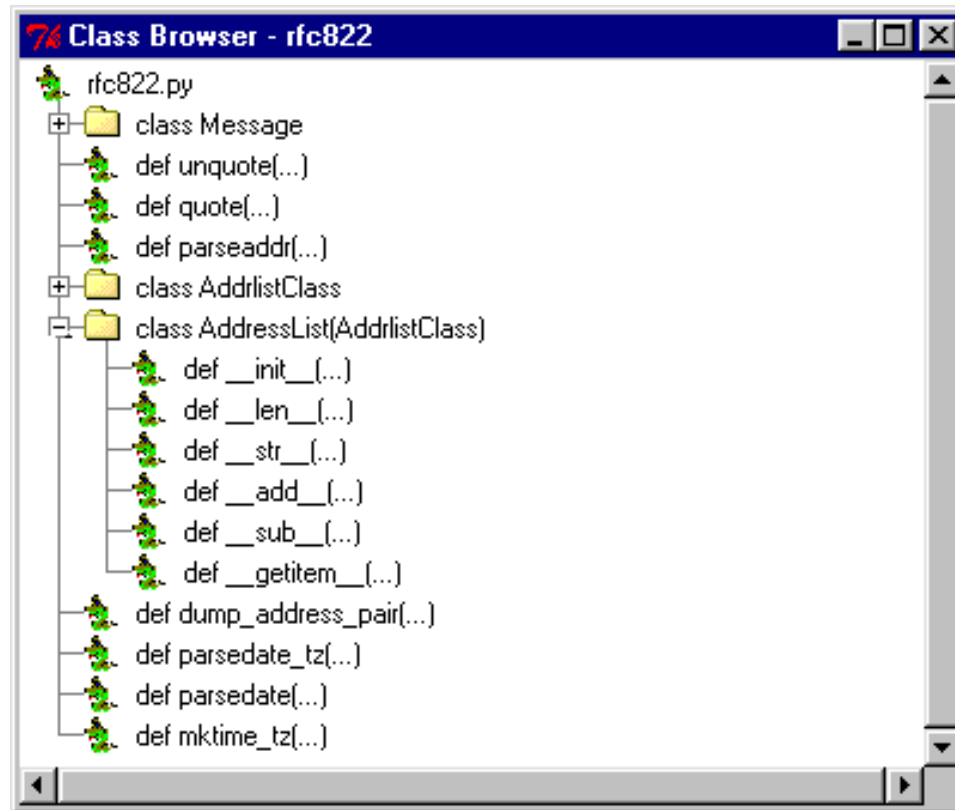 Class Browser - rfc822
rfc822.py
class Message
def unquote(...)
def quote(...)
def parseaddr(...)
class AddrlistClass
class AddressList(AddrlistClass)
def __init__(...)
def __len__(...)
def __str__(...)
def __add__(...)
def __sub__(...)
def __getitem__(...)
def dump_address_pair(...)
def parsedate_tz(...)
def parsedate(...)
def mktime_tz(...)